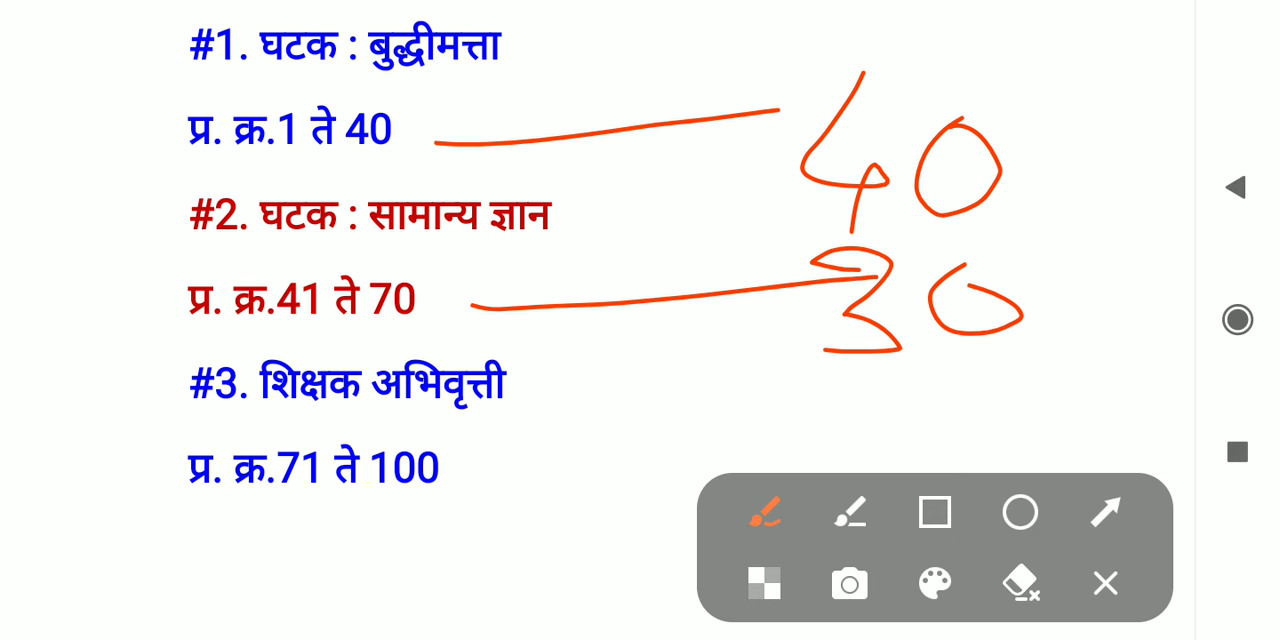 #1. घटक : बुद्धीमत्ता
प्र. क्र.1 ते 40
40
#2. घटक : सामान्य ज्ञान
प्र. क्र.41 ते 70
30
#3. शिक्षक अभिवृत्ती
प्र. क्र.71 ते 100